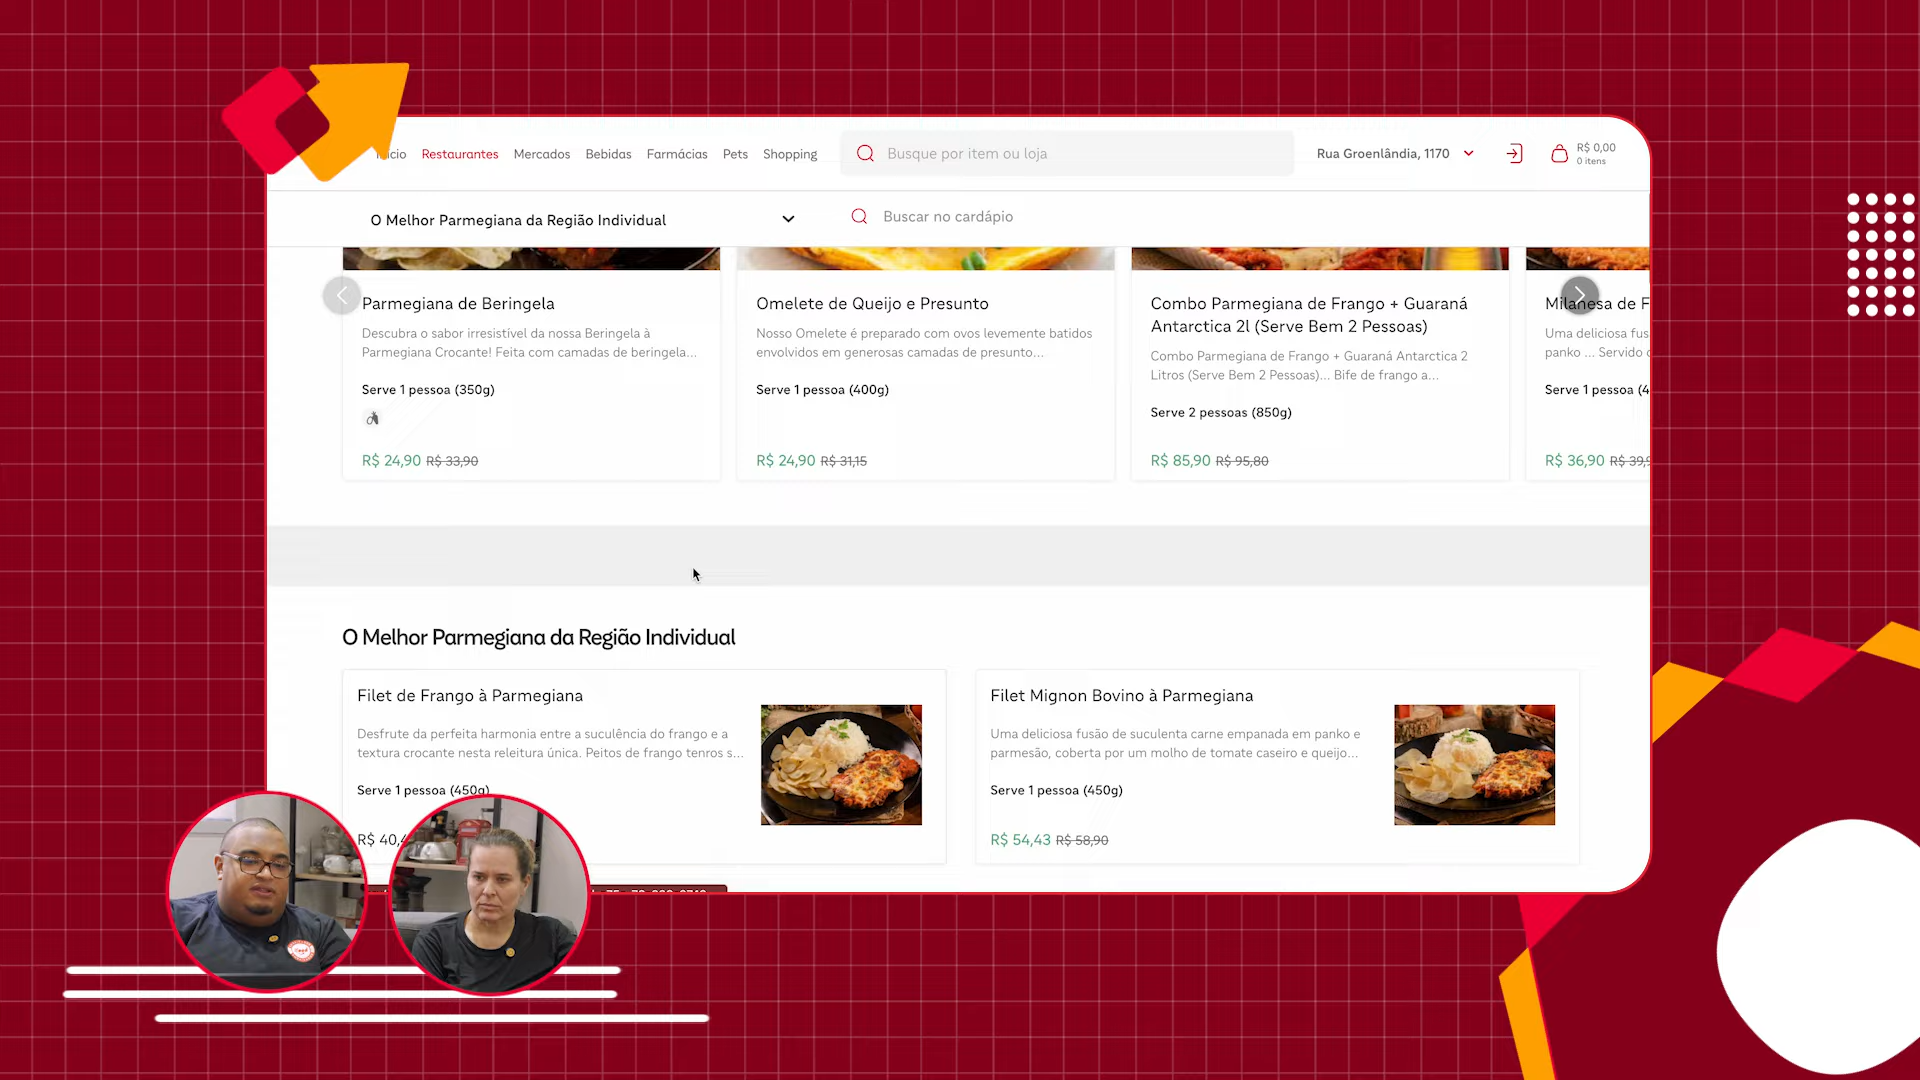 Restaurantes
Mercados
Bebidas
Farmácias
Pets
Shopping
Busque por item ou loja
Rua Groenlândia, 1170
R$ 0,00
0 itens
O Melhor Parmegiana da Região Individual
Buscar no cardápio
Parmegiana de Beringela
Descubra o sabor irresistível da nossa Beringela à
Parmegiana Crocante! Feita com camadas de beringela...
Serve 1 pessoa (350g)
R$ 24,90 R$ 33,90
Omelete de Queijo e Presunto
Nosso Omelete é preparado com ovos levemente batidos
envolvidos em generosas camadas de presunto...
Serve 1 pessoa (400g)
R$ 24,90 R$ 31,15
Combo Parmegiana de Frango + Guaraná
Antarctica 2l (Serve Bem 2 Pessoas)
Combo Parmegiana de Frango + Guaraná Antarctica 2
Litros (Serve Bem 2 Pessoas)... Bife de frango a...
Serve 2 pessoas (850g)
R$ 85,90 R$ 95,80
Milanesa de F
Uma deliciosa fus
panko ... Servido
Serve 1 pessoa (4
R$ 36,90 R$ 39,9
O Melhor Parmegiana da Região Individual
Filet de Frango à Parmegiana
Desfrute da perfeita harmonia entre a suculência do frango e a
textura crocante nesta releitura única. Peitos de frango tenros s...
Serve 1 pessoa (450g)
R$ 40,4
Filet Mignon Bovino à Parmegiana
Uma deliciosa fusão de suculenta carne empanada em panko e
parmesão, coberta por um molho de tomate caseiro e queijo...
Serve 1 pessoa (450g)
R$ 54,43 R$ 58,90